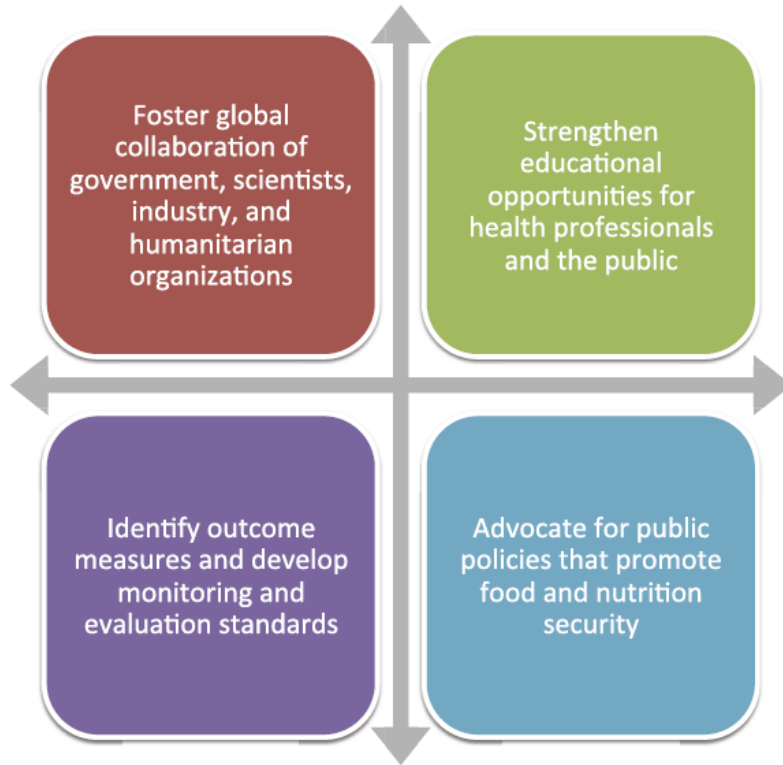 Foster global
collaboration of
government, scientists,
industry, and
humanitarian
organizations
Strengthen
educational
opportunities for
health professionals
and the public
Identify outcome
measures and develop
monitoring and
evaluation standards
Advocate for public
policies that promote
food and nutrition
security